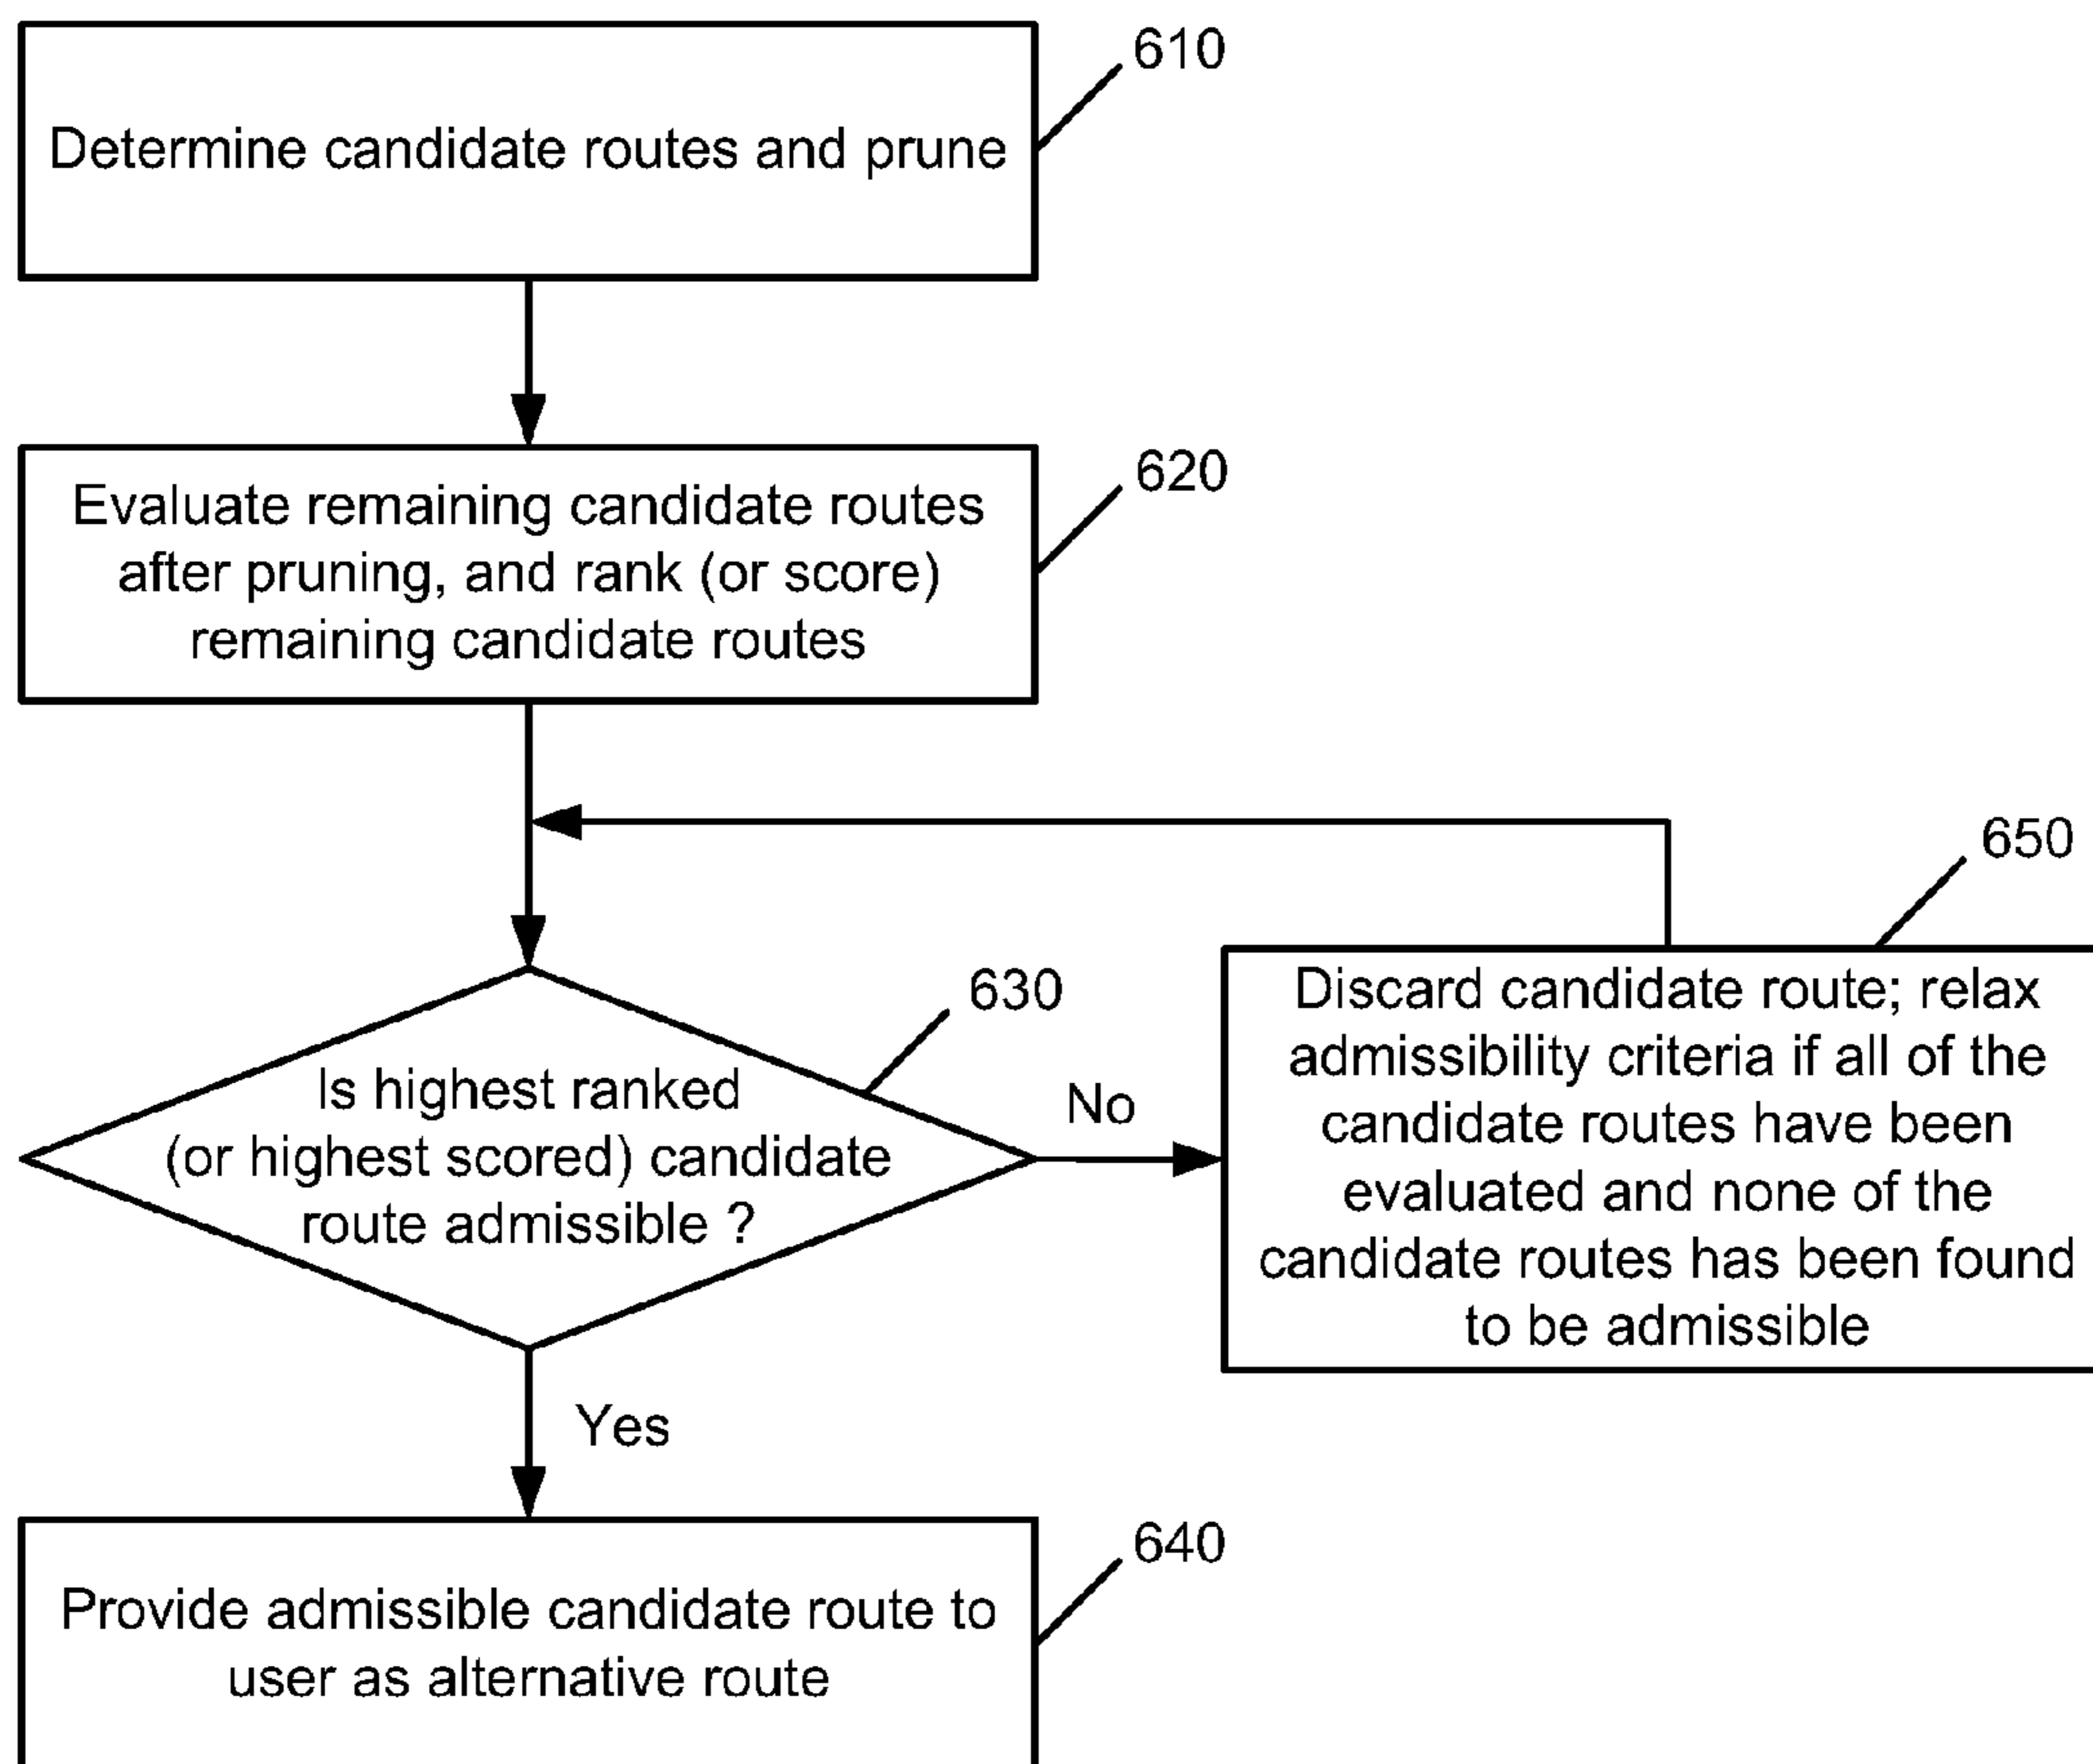 610
Determine candidate routes and prune
620
Evaluate remaining candidate routes
after pruning, and rank (or score)
remaining candidate routes
650
630
Is highest ranked
(or highest scored) candidate
route admissible ?
No
Discard candidate route; relax
admissibility criteria if all of the
candidate routes have been
evaluated and none of the
candidate routes has been found
to be admissible
Yes
640
Provide admissible candidate route to
user as alternative route